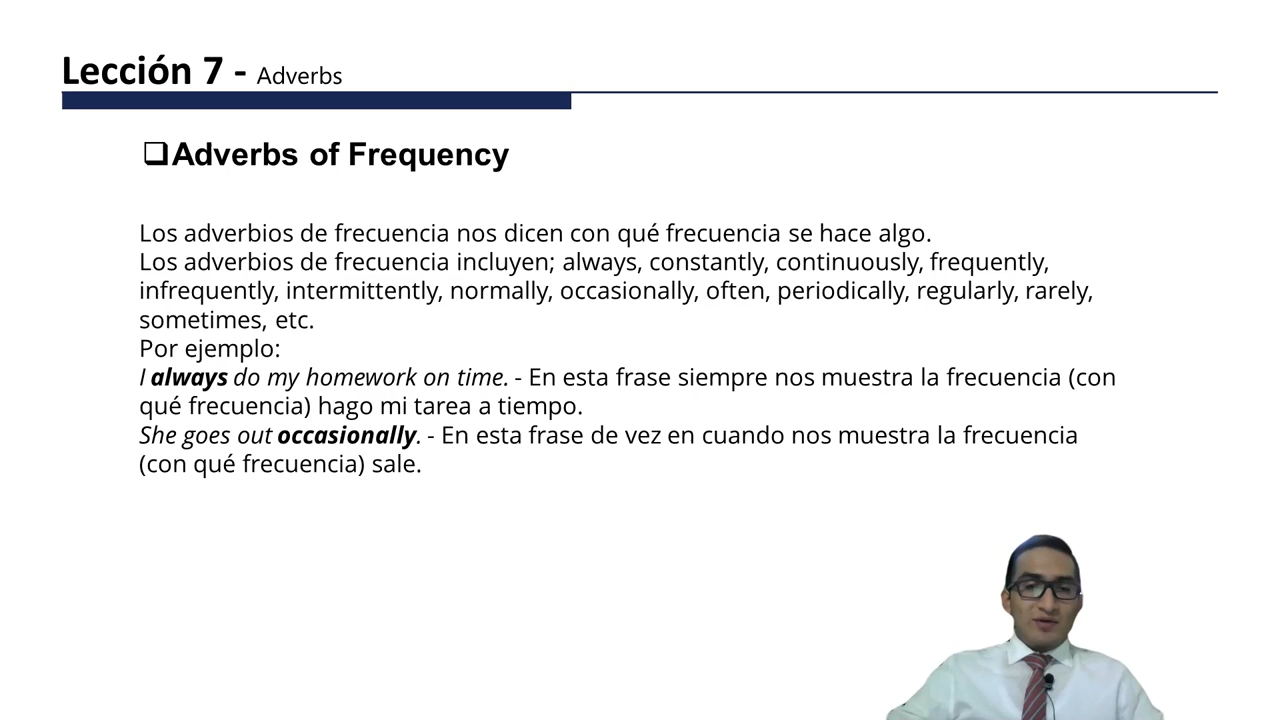 Lección 7 - Adverbs
❑Adverbs of Frequency
Los adverbios de frecuencia nos dicen con qué frecuencia se hace algo.
Los adverbios de frecuencia incluyen; always, constantly, continuously, frequently,
infrequently, intermittently, normally, occasionally, often, periodically, regularly, rarely,
sometimes, etc.
Por ejemplo:
I always do my homework on time. - En esta frase siempre nos muestra la frecuencia (con
qué frecuencia) hago mi tarea a tiempo.
She goes out occasionally. - En esta frase de vez en cuando nos muestra la frecuencia
(con qué frecuencia) sale.